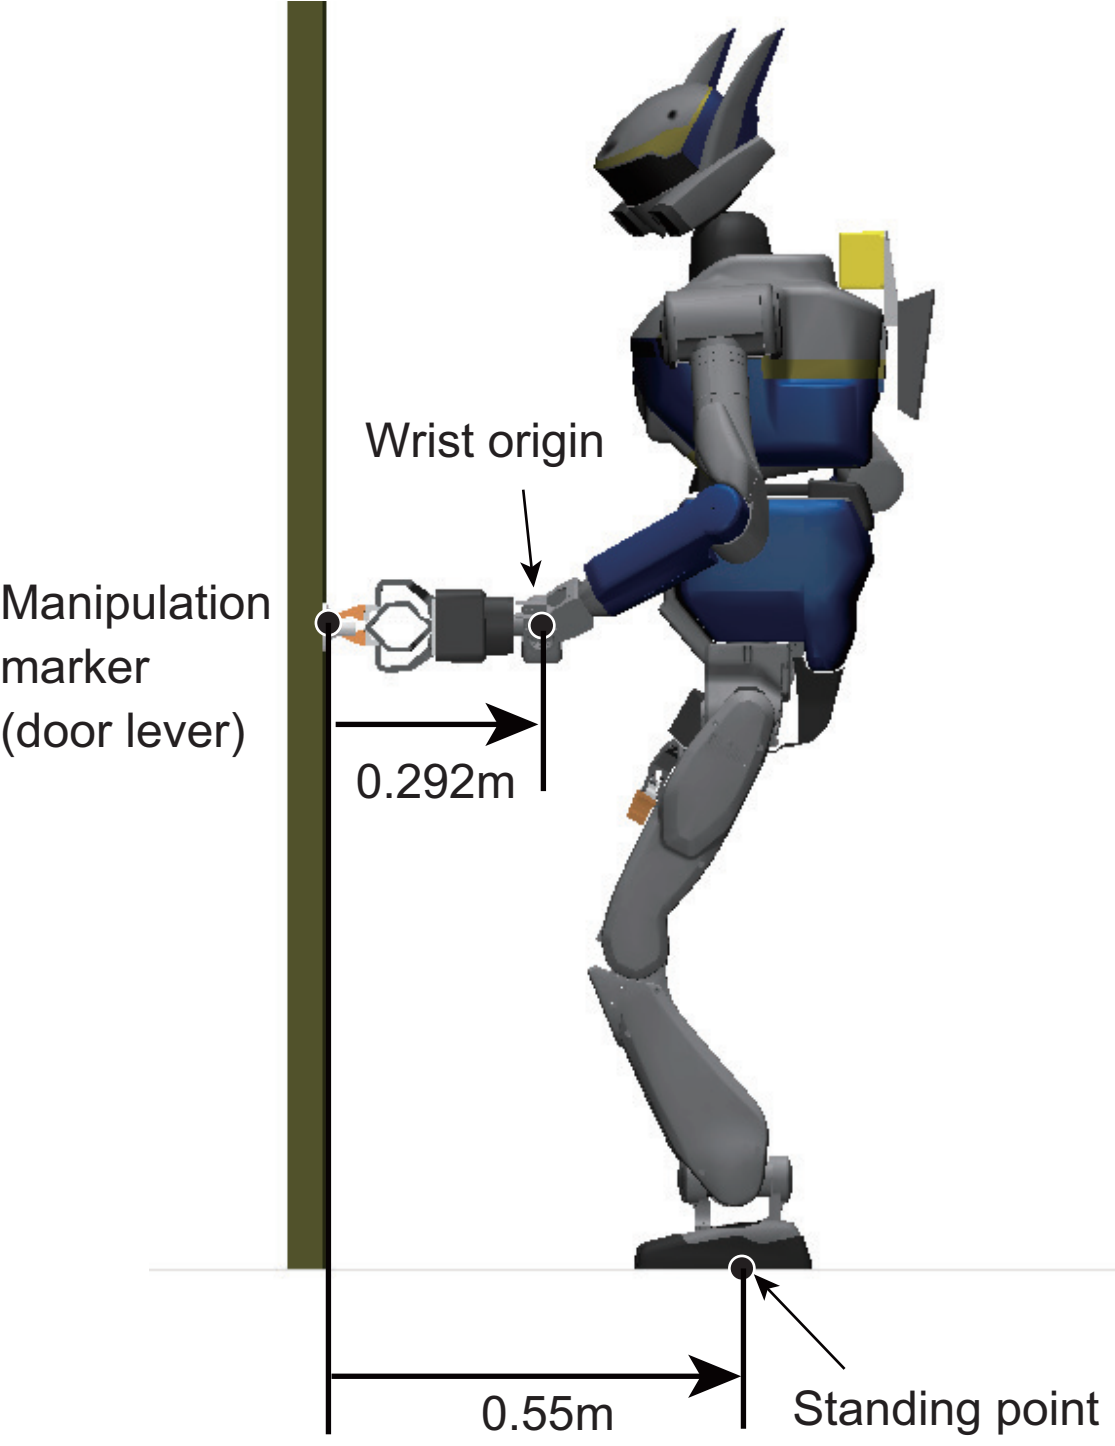 Wrist origin
Manipulation
marker
(door lever)
0.292m
0.55m
Standing point